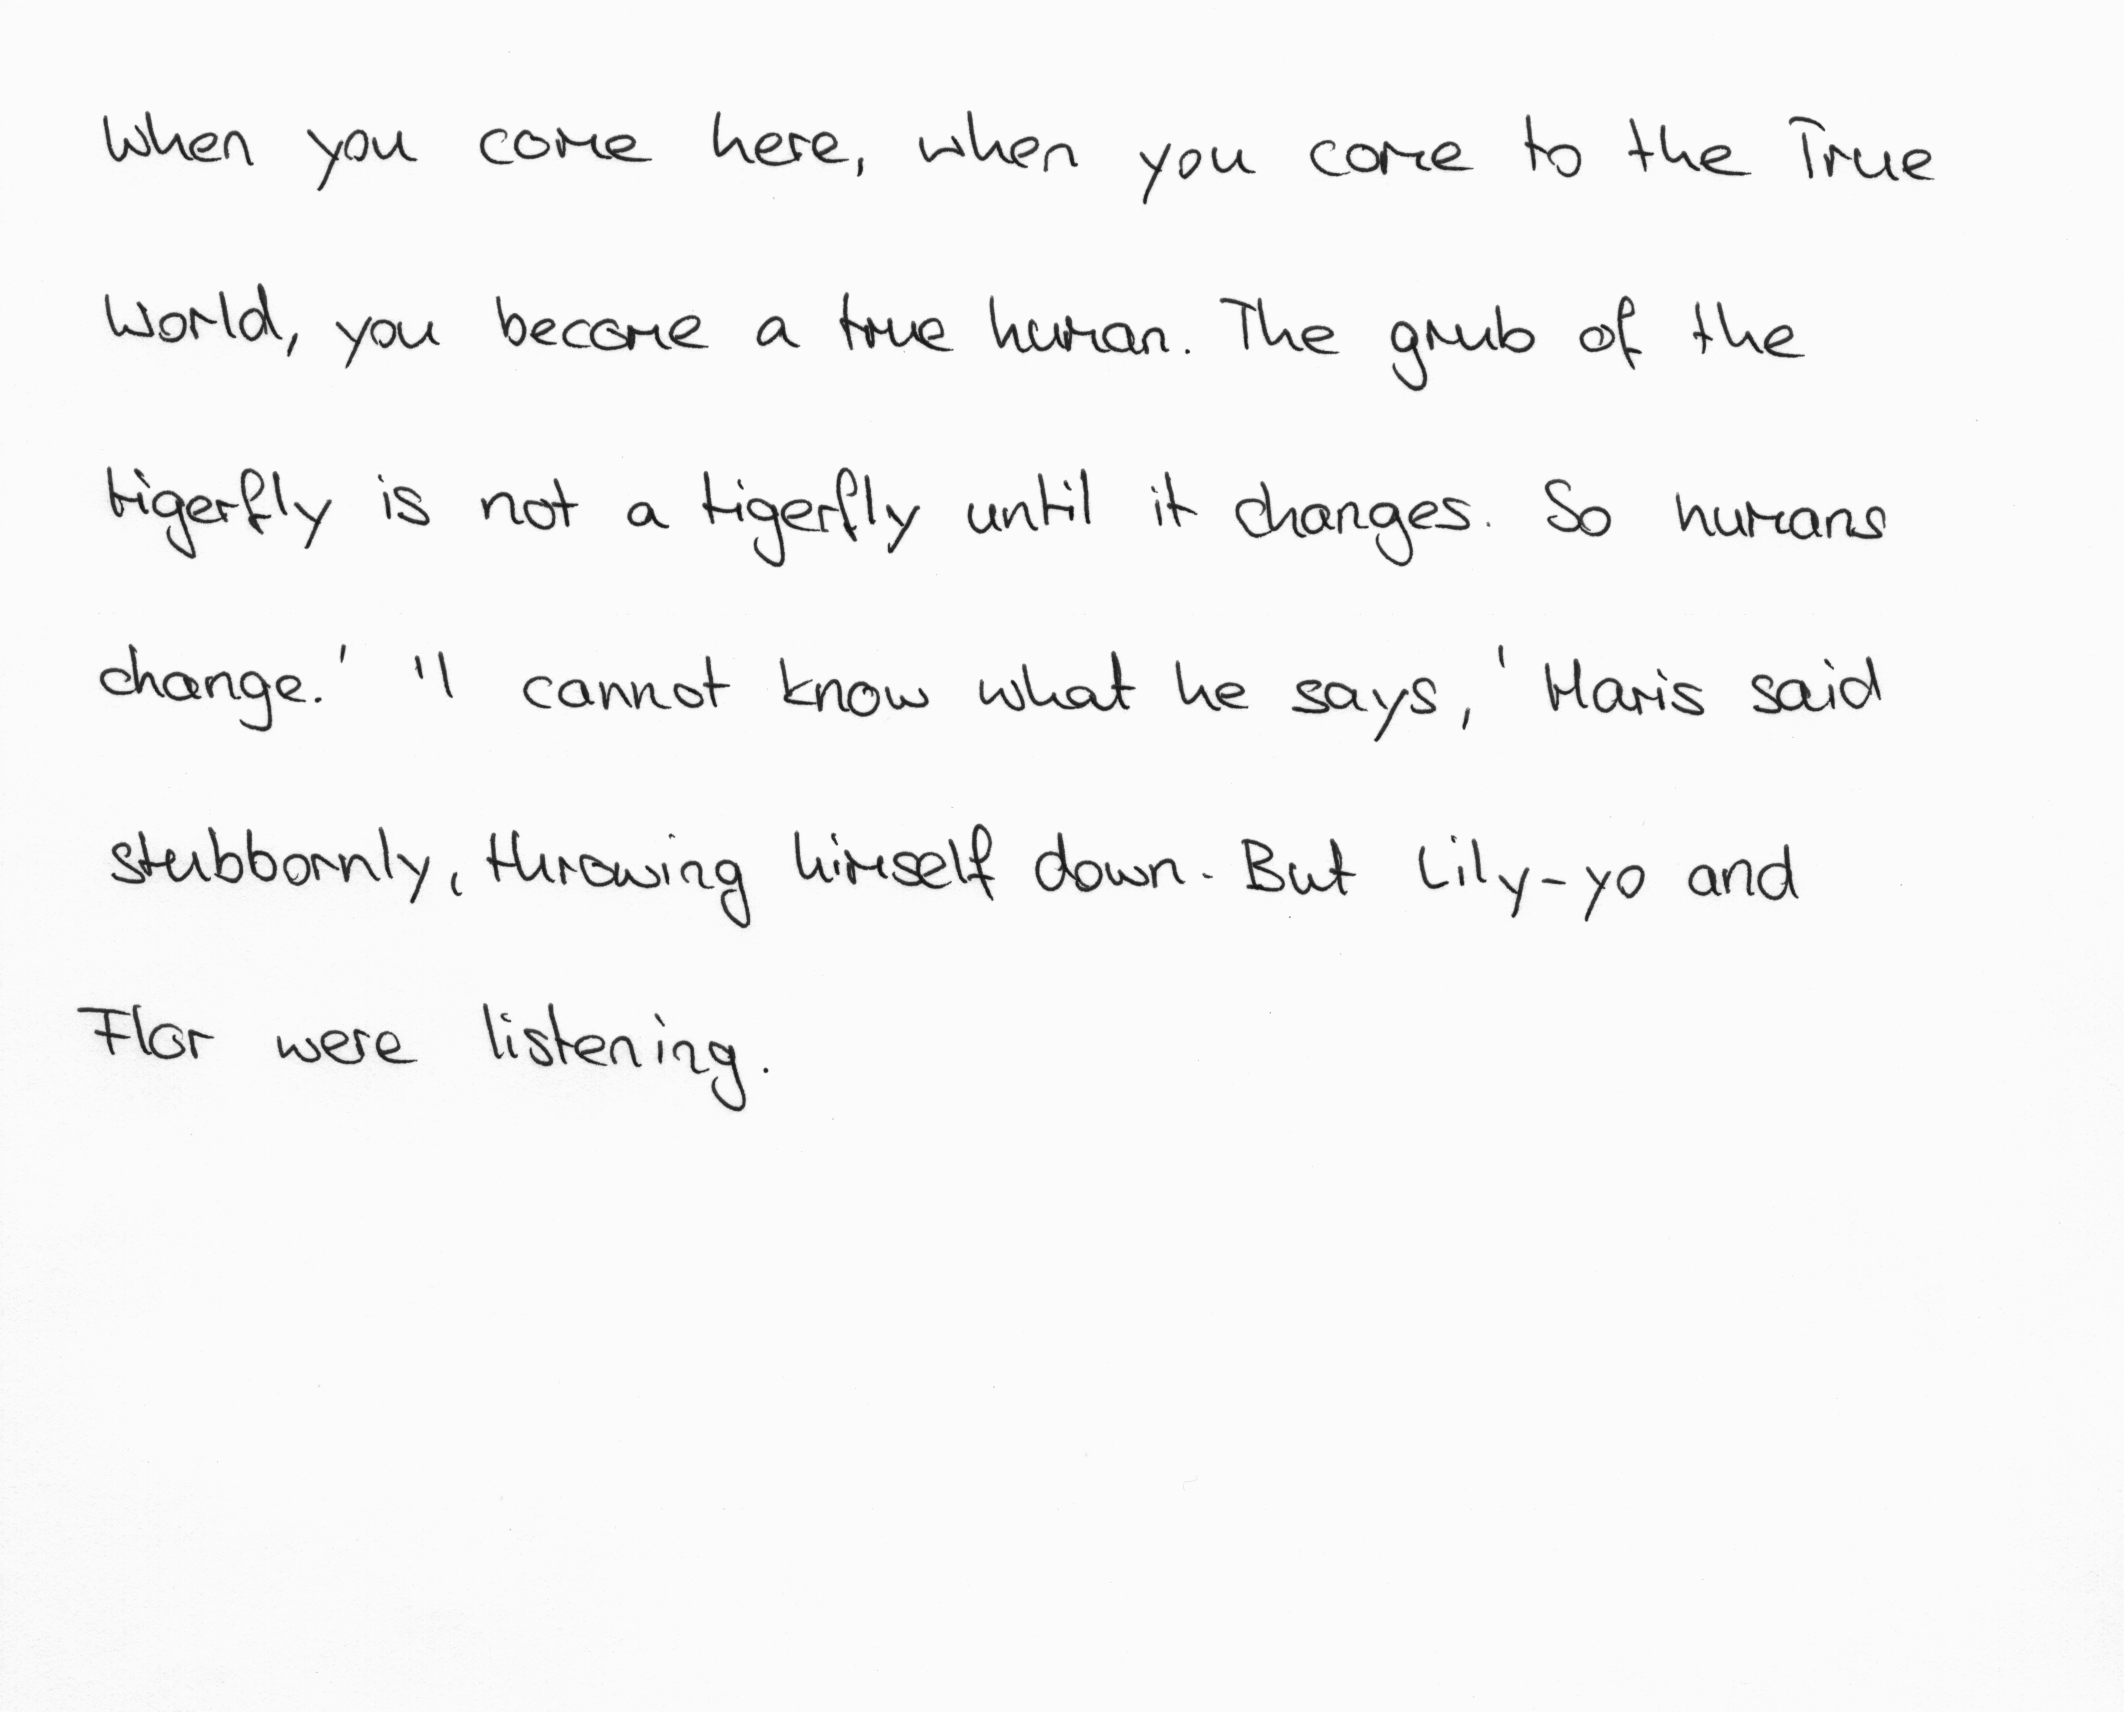 When you come here, when you come to the True
World, you become a true human. The grub of the
tigerfly is not a tigerfly until it changes. So humans
change.' 'I cannot know what he says,' Haris said
stubbornly, throwing himself down. But Lily-yo and
Flor were listening.